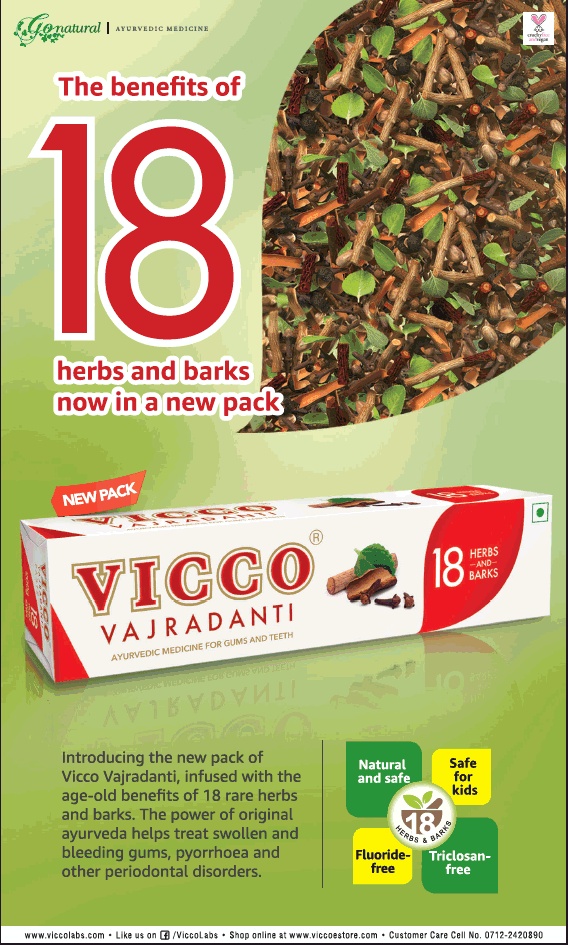 Go natural | AYURVEDIC MEDICINE
The benefits of
18
herbs and barks
now in a new pack
NEW PACK
VICCO®
VAJRADANTI
AYURVEDIC MEDICINE FOR GUMS AND TEETH
18 HERBS
AND
BARKS
Introducing the new pack of
Vicco Vajradanti, infused with the
age-old benefits of 18 rare herbs
and barks. The power of original
ayurveda helps treat swollen and
bleeding gums, pyorrhoea and
other periodontal disorders.
Natural
and safe
Safe
for
kids
18
HERBS & BARKS
Fluoride-
free
Triclosan-
free
www.viccolabs.com • Like us on /ViccoLabs • Shop online at www.viccoestore.com • Customer Care Cell No. 0712-2420890